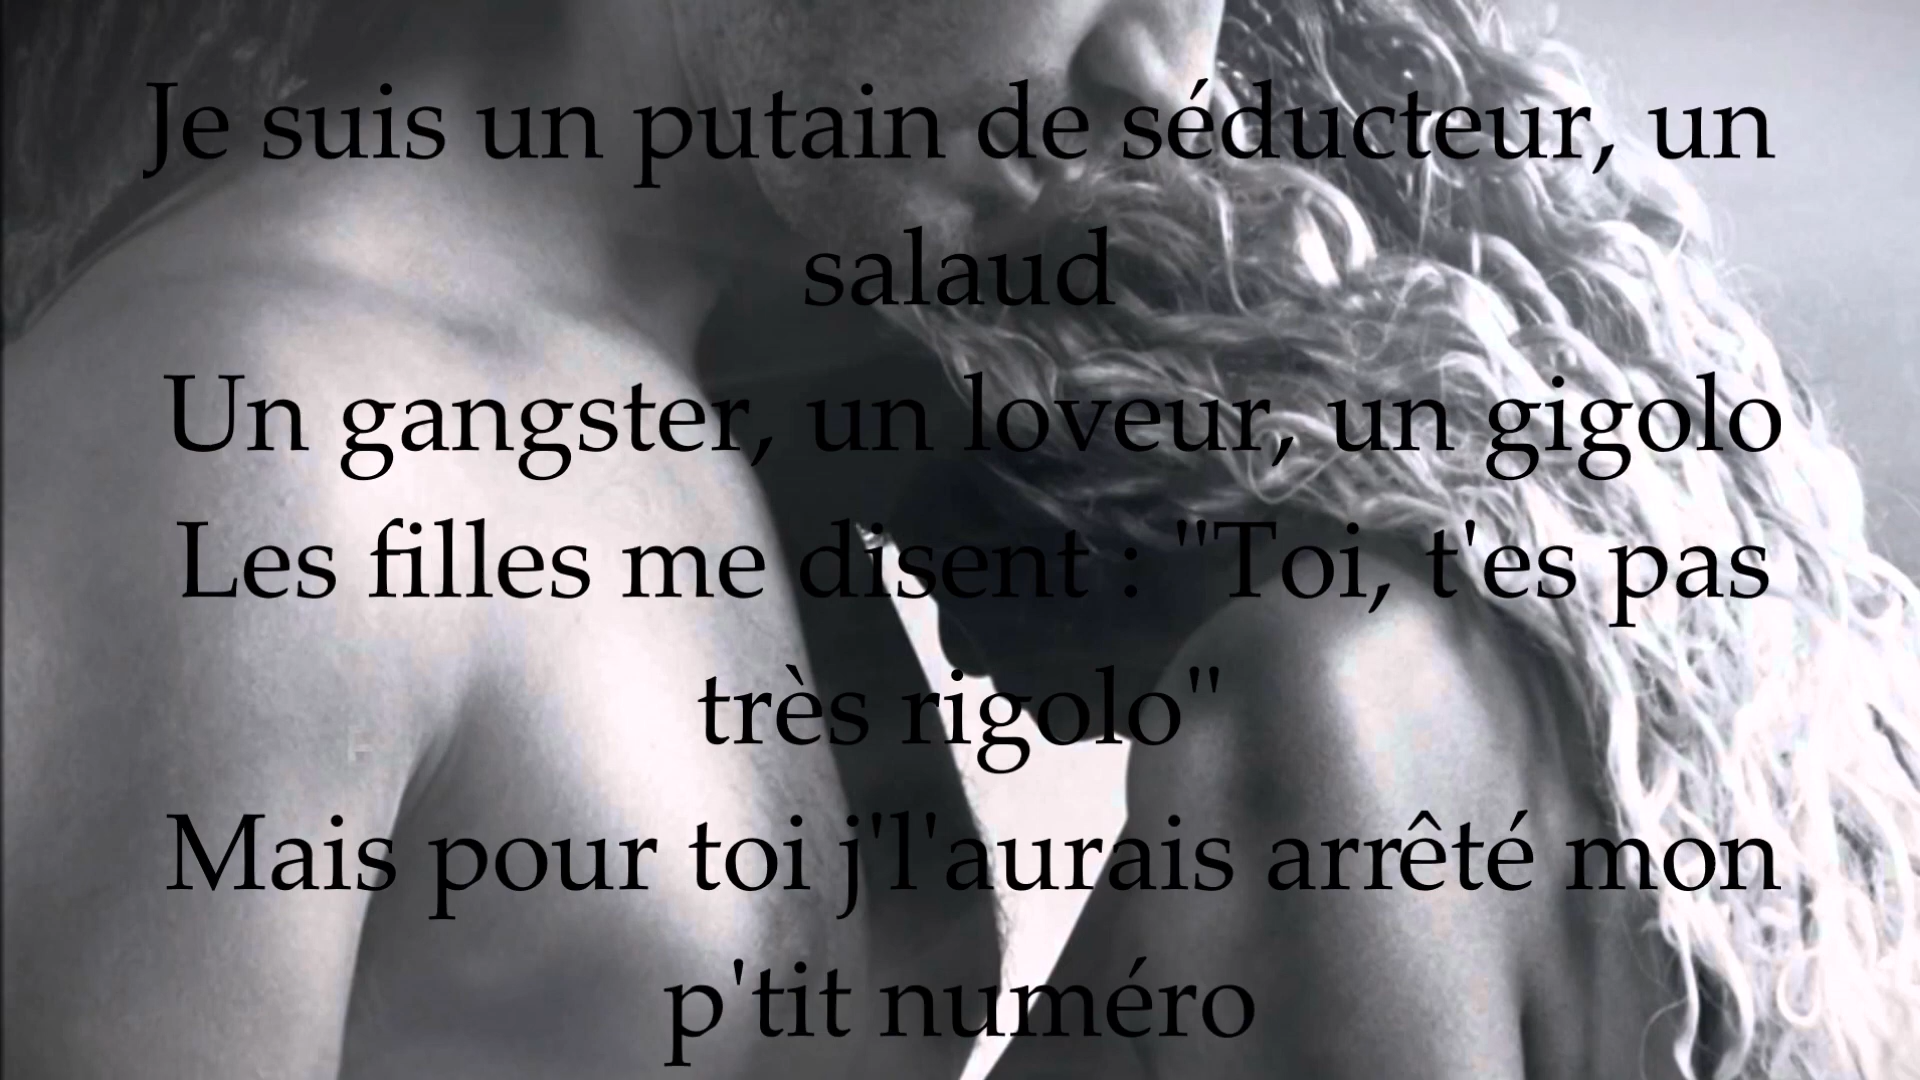 Je suis un putain de séducteur, un
salaud
Un gangster, un loveur, un gigolo
Les filles me disent : "Toi, t'es pas
très rigolo"
Mais pour toi j'l'aurais arrêté mon
p'tit numéro